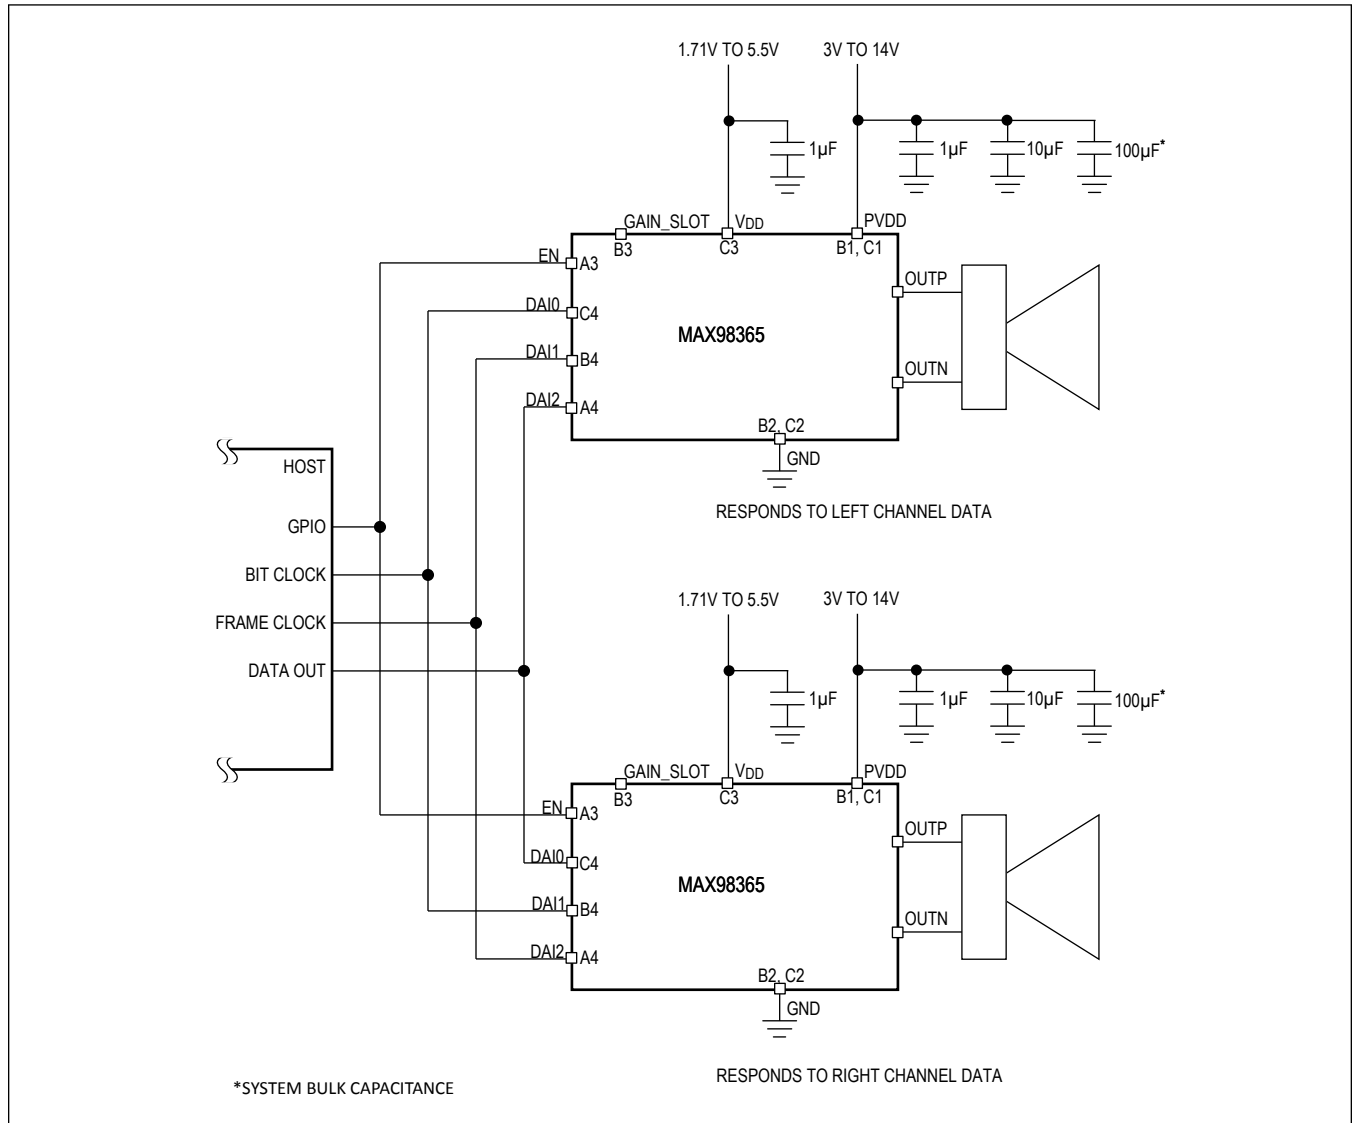 1.71V TO 5.5V
3V TO 14V
1µF
1µF
10µF
100µF*
GAIN_SLOT
VDD
PVDD
B3
C3
B1, C1
EN
A3
OUTP
DAI0
C4
MAX98365
DAI1
B4
OUTN
DAI2
A4
B2, C2
GND
RESPONDS TO LEFT CHANNEL DATA
HOST
GPIO
BIT CLOCK
FRAME CLOCK
DATA OUT
1.71V TO 5.5V
3V TO 14V
1µF
1µF
10µF
100µF*
GAIN_SLOT
VDD
PVDD
B3
C3
B1, C1
EN
A3
OUTP
DAI0
C4
MAX98365
DAI1
B4
OUTN
DAI2
A4
B2, C2
GND
RESPONDS TO RIGHT CHANNEL DATA
*SYSTEM BULK CAPACITANCE